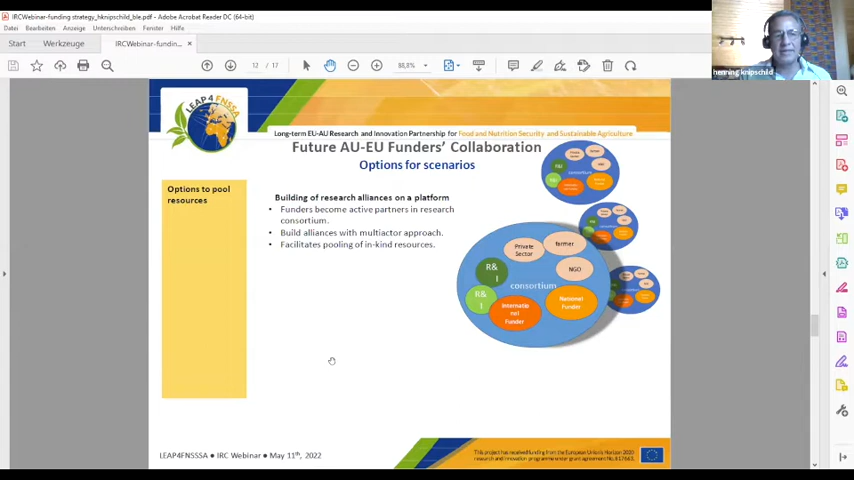 IRCWebinar-funding strategy_hknipschild_ble.pdf - Adobe Acrobat Reader DC (64-bit)
Datei Bearbeiten Anzeige Unterschreiben Fenster Hilfe
Start Werkzeuge IRCWebinar-fundin... ×
12 / 17 88,8%
henning knipschild
LEAP4FNSSA
Long-term EU-AU Research and Innovation Partnership for Food and Nutrition Security and Sustainable Agriculture
Future AU-EU Funders' Collaboration
Options for scenarios
Options to pool
resources
Building of research alliances on a platform
• Funders become active partners in research
consortium.
• Build alliances with multiactor approach.
• Facilitates pooling of in-kind resources.
consortium
Private
Sector
farmer
NGO
R&
I
R&
I
consortium
Internatio
nal
Funder
National
Funder
LEAP4FNSSSA ● IRC Webinar ● May 11th, 2022
This project has received funding from the European Unions Horizon 2020
research and innovation programme under grant agreement No 817663.